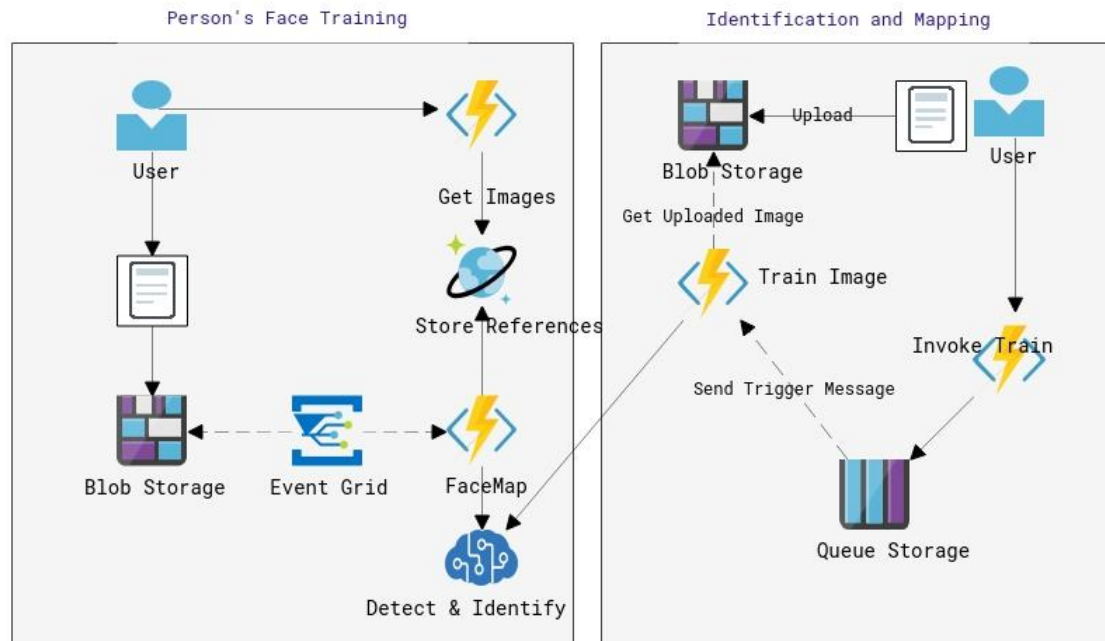 Person's Face Training
User
Get Images
Store References
Blob Storage
Event Grid
FaceMap
Detect & Identify
Identification and Mapping
Upload
User
Blob Storage
Get Uploaded Image
Train Image
Invoke Train
Send Trigger Message
Queue Storage